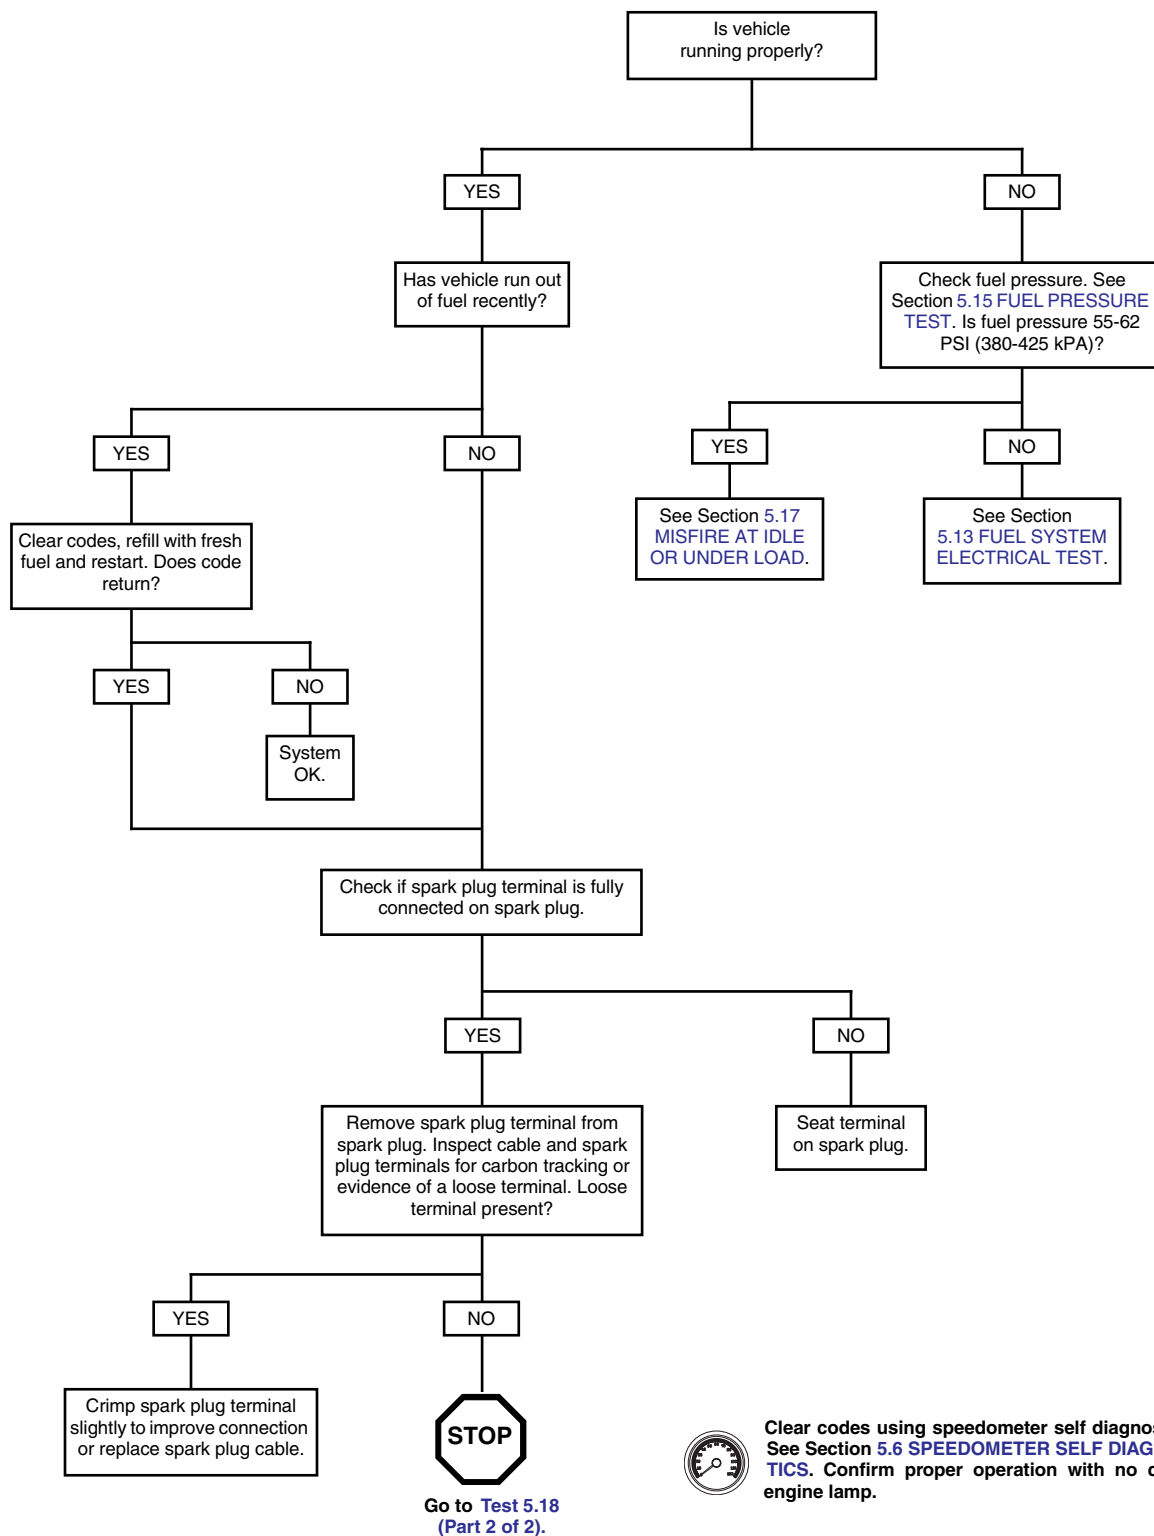 Is vehicle
running properly?
YES
NO
Has vehicle run out
of fuel recently?
Check fuel pressure. See
Section 5.15 FUEL PRESSURE
TEST. Is fuel pressure 55-62
PSI (380-425 kPA)?
YES
NO
YES
NO
Clear codes, refill with fresh
fuel and restart. Does code
return?
See Section 5.17
MISFIRE AT IDLE
OR UNDER LOAD.
See Section
5.13 FUEL SYSTEM
ELECTRICAL TEST.
YES
NO
System
OK.
Check if spark plug terminal is fully
connected on spark plug.
YES
NO
Remove spark plug terminal from
spark plug. Inspect cable and spark
plug terminals for carbon tracking or
evidence of a loose terminal. Loose
terminal present?
Seat terminal
on spark plug.
YES
NO
Crimp spark plug terminal
slightly to improve connection
or replace spark plug cable.
STOP
Go to Test 5.18
(Part 2 of 2).
Clear codes using speedometer self
See Section 5.6 SPEEDOMETER SELF
TICS. Confirm proper operation with no
engine lamp.